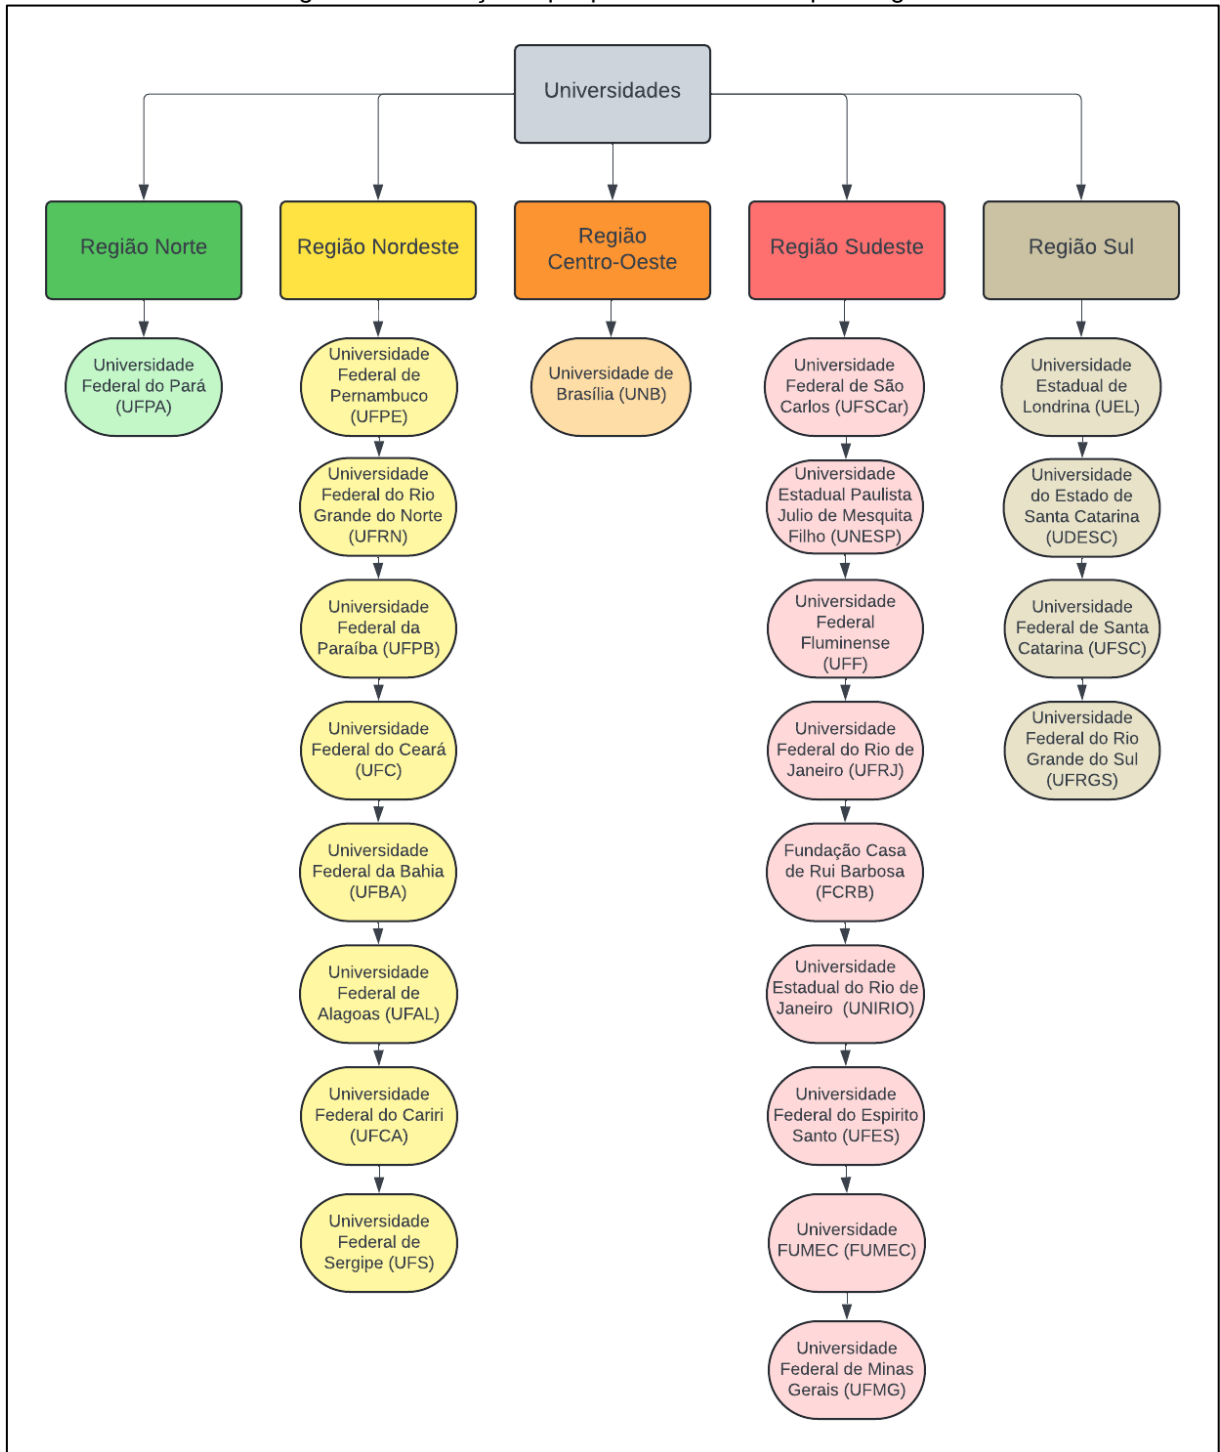 Universidades
Região Norte
Região Nordeste
Região
Centro-Oeste
Região Sudeste
Região Sul
Universidade
Federal do Pará
(UFPA)
Universidade
Federal de
Pernambuco
(UFPE)
Universidade
Federal do Rio
Grande do Norte
(UFRN)
Universidade
Federal da
Paraíba (UFPB)
Universidade
Federal do Ceará
(UFC)
Universidade
Federal da Bahia
(UFBA)
Universidade
Federal de
Alagoas (UFAL)
Universidade
Federal do Cariri
(UFCA)
Universidade
Federal de
Sergipe (UFS)
Universidade de
Brasília (UNB)
Universidade
Federal de São
Carlos (UFSCar)
Universidade
Estadual Paulista
Julio de Mesquita
Filho (UNESP)
Universidade
Federal
Fluminense
(UFF)
Universidade
Federal do Rio de
Janeiro (UFRJ)
Fundação Casa
de Rui Barbosa
(FCRB)
Universidade
Estadual do Rio de
Janeiro (UNIRIO)
Universidade
Federal do Espirito
Santo (UFES)
Universidade
FUMEC (FUMEC)
Universidade
Federal de Minas
Gerais (UFMG)
Universidade
Estadual de
Londrina (UEL)
Universidade
do Estado de
Santa Catarina
(UDESC)
Universidade
Federal de Santa
Catarina (UFSC)
Universidade
Federal do Rio
Grande do Sul
(UFRGS)